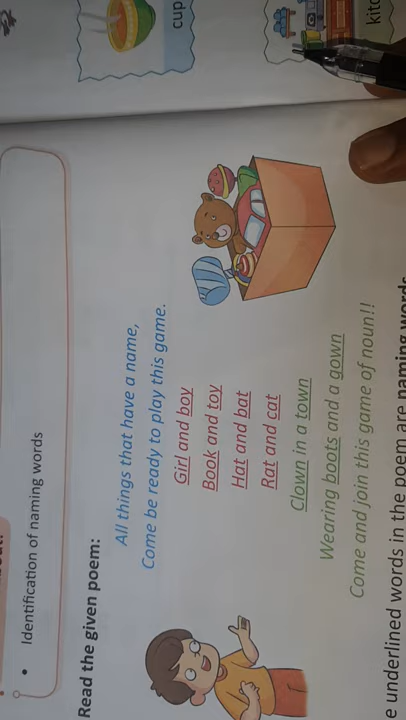 cup
kitc
Identification of naming words
Read the given poem:
All things that have a name,
Come be ready to play this game.
Girl and boy
Book and toy
Hat and bat
Rat and cat
Clown in a town
Wearing boots and a gown
Come and join this game of noun!!
e underlined words in the poem are naming words